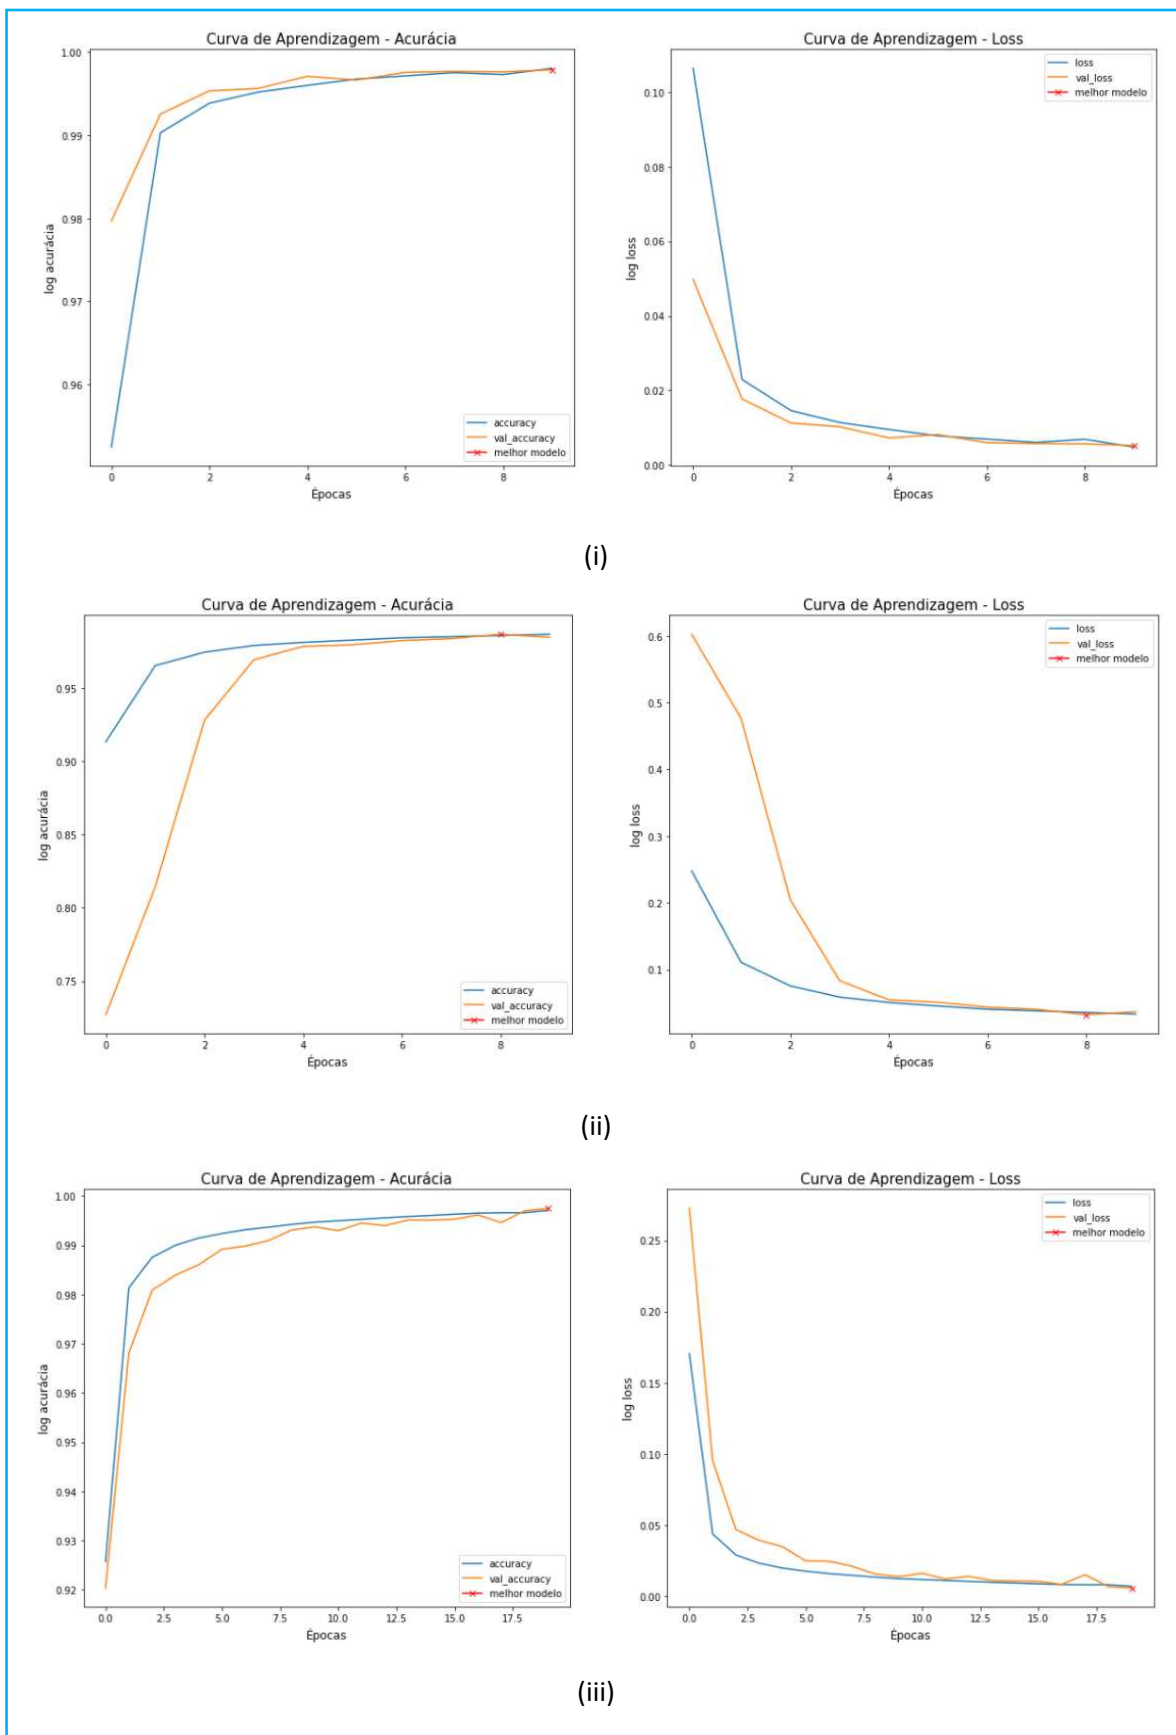 Curva de Aprendizagem - Acurácia
1.00
0.99
0.98
0.97
0.96
log acurácia
0 2 4 6 8
Épocas
accuracy
val_accuracy
melhor modelo
Curva de Aprendizagem - Loss
0.10
0.08
0.06
0.04
0.02
0.00
log loss
0 2 4 6 8
Épocas
loss
val_loss
melhor modelo
(i)
Curva de Aprendizagem - Acurácia
0.95
0.90
0.85
0.80
0.75
log acurácia
0 2 4 6 8
Épocas
accuracy
val_accuracy
melhor modelo
Curva de Aprendizagem - Loss
0.6
0.5
0.4
0.3
0.2
0.1
log loss
0 2 4 6 8
Épocas
loss
val_loss
melhor modelo
(ii)
Curva de Aprendizagem - Acurácia
1.00
0.99
0.98
0.97
0.96
0.95
0.94
0.93
0.92
log acurácia
0.0 2.5 5.0 7.5 10.0 12.5 15.0 17.5
Épocas
accuracy
val_accuracy
melhor modelo
Curva de Aprendizagem - Loss
0.25
0.20
0.15
0.10
0.05
0.00
log loss
0.0 2.5 5.0 7.5 10.0 12.5 15.0 17.5
Épocas
loss
val_loss
melhor modelo
(iii)